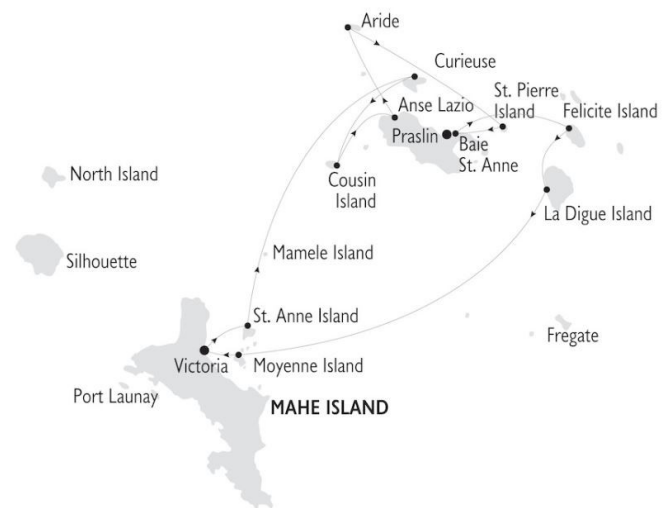 Aride
Curieuse
St. Pierre
Island
Felicite Island
Anse Lazio
Praslin
Baie
St. Anne
North Island
Cousin
Island
La Digue Island
Silhouette
Mamele Island
St. Anne Island
Fregate
Victoria
Moyenne Island
Port Launay
MAHE ISLAND